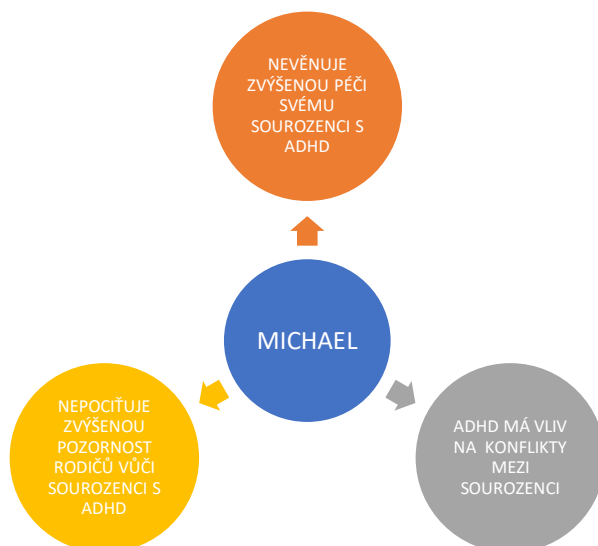 NEVĚNUJE
ZVÝŠENOU PÉČI
SVÉMU
SOUROZENCI S
ADHD
MICHAEL
NEPOCIŤUJE
ZVÝŠENOU
POZORNOST
RODIČŮ VŮČI
SOUROZENCI S
ADHD
ADHD MÁ VLIV
NA KONFLIKTY
MEZI
SOUROZENCI